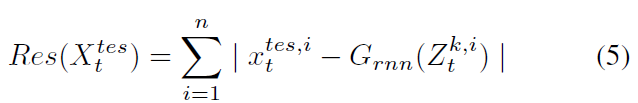 Res(X_t^{tes}) = \sum_{i=1}^{n} | x_t^{tes,i} - G_{rnn}(Z_t^{k,i}) | (5)